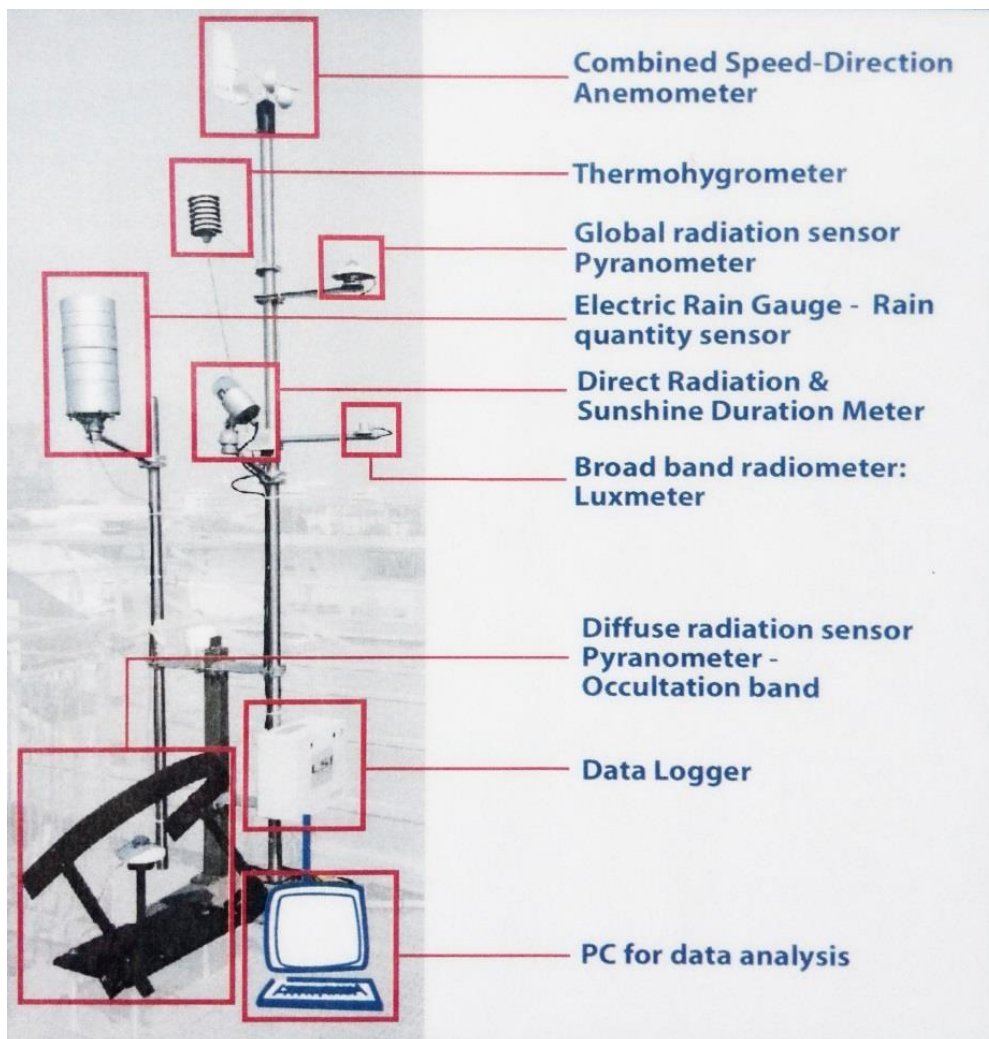 Combined Speed-Direction
Anemometer
Thermohygrometer
Global radiation sensor
Pyranometer
Electric Rain Gauge - Rain
quantity sensor
Direct Radiation &
Sunshine Duration Meter
Broad band radiometer:
Luxmeter
Diffuse radiation sensor
Pyranometer -
Occultation band
LSI
Data Logger
PC for data analysis